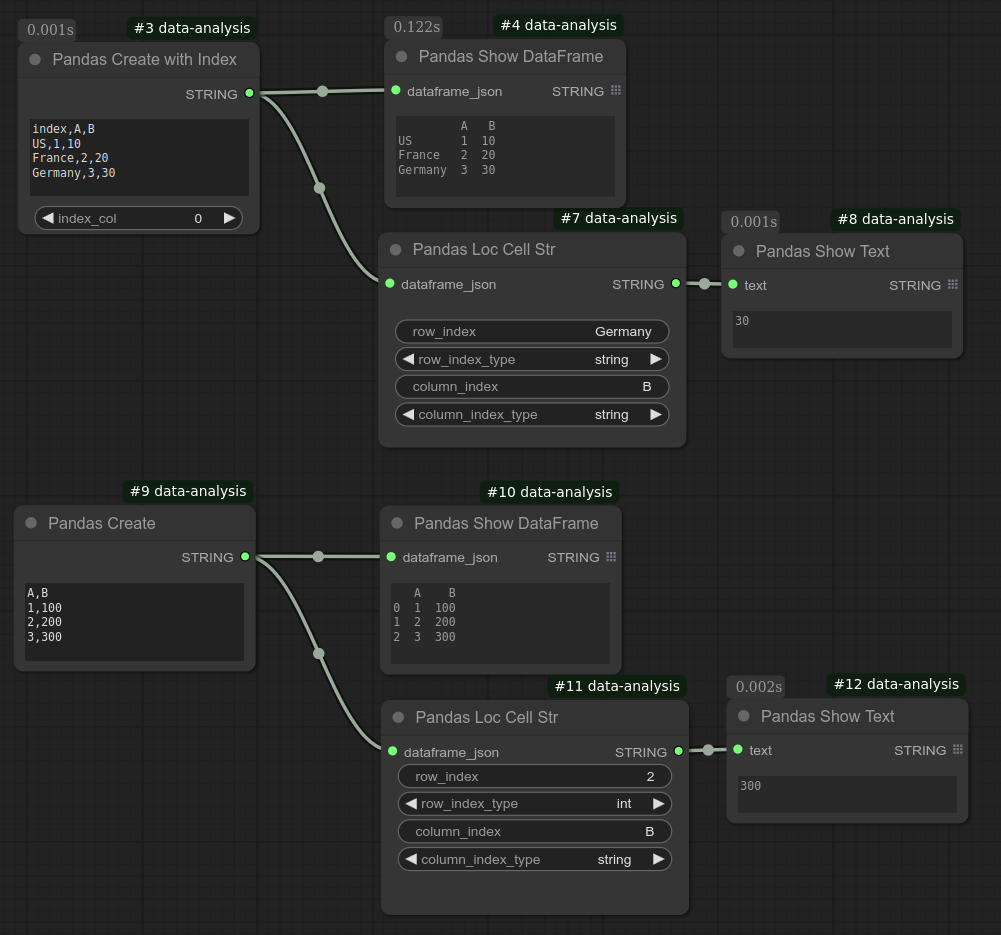 0.001s
#3 data-analysis
Pandas Create with Index
STRING
index,A,B
US,1,10
France,2,20
Germany,3,30
index_col 0
0.122s
#4 data-analysis
Pandas Show DataFrame
dataframe_json STRING
A B
US 1 10
France 2 20
Germany 3 30
#7 data-analysis
Pandas Loc Cell Str
dataframe_json STRING
row_index Germany
row_index_type string
column_index B
column_index_type string
0.001s
#8 data-analysis
Pandas Show Text
text STRING
30
#9 data-analysis
Pandas Create
STRING
A,B
1,100
2,200
3,300
#10 data-analysis
Pandas Show DataFrame
dataframe_json STRING
A B
0 1 100
1 2 200
2 3 300
#11 data-analysis
Pandas Loc Cell Str
dataframe_json STRING
row_index 2
row_index_type int
column_index B
column_index_type string
0.002s
#12 data-analysis
Pandas Show Text
text STRING
300